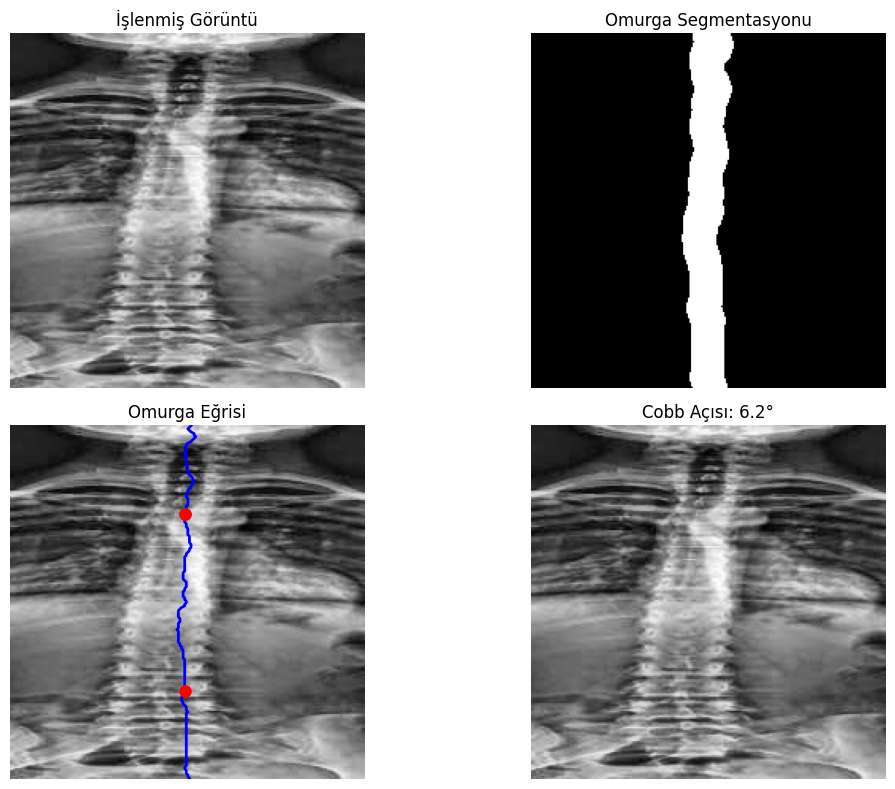 İşlenmiş Görüntü
Omurga Segmentasyonu
Omurga Eğrisi
Cobb Açısı: 6.2°